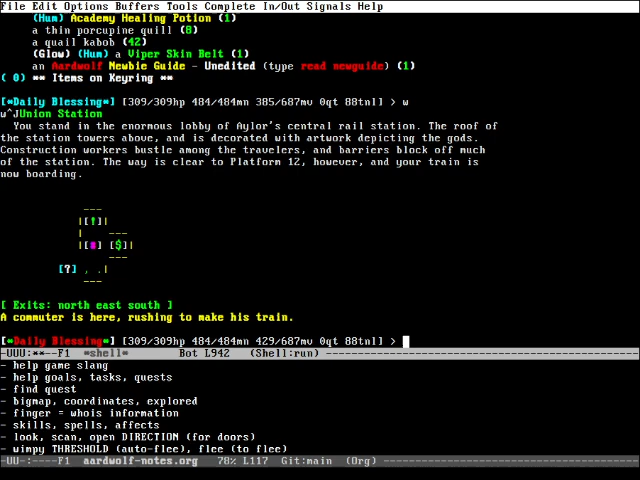 File Edit Options Buffers Tools Complete In/Out Signals Help
(Hum) Academy Healing Potion (1)
a thin porcupine quill (8)
a quail kabob (42)
(Glow) (Hum) a Viper Skin Belt (1)
an Aardwolf Newbie Guide - Unedited (type read newguide) (1)
( 0) ** Items on Keyring **
[*Daily Blessing*] [309/309hp 484/484mn 385/687mv 0qt 88tnl] > w
w^JUnion Station
You stand in the enormous lobby of Aylor's central rail station. The roof of
the station towers above, and is decorated with artwork depicting the gods.
Construction workers bustle among the travelers, and barriers block off much
of the station. The way is clear to Platform 12, however, and your train is
now boarding.
---
|[↑]|
| ---
|[■] [$]|
---
[?] , .|
---
[ Exits: north east south ]
A commuter is here, rushing to make his train.
[*Daily Blessing*] [309/309hp 484/484mn 429/687mv 0qt 88tnl] >
-UUU:**--F1 *shell* Bot L942 (Shell:run) -----------------------------------
- help game slang
- help goals, tasks, quests
- find quest
- bigmap, coordinates, explored
- finger = whois information
- skills, spells, affects
- look, scan, open DIRECTION (for doors)
- wimpy THRESHOLD (auto-flee), flee (to flee)
-UU-:----F1 aardwolf-notes.org 78% L117 Git:main (Org) -------------------------